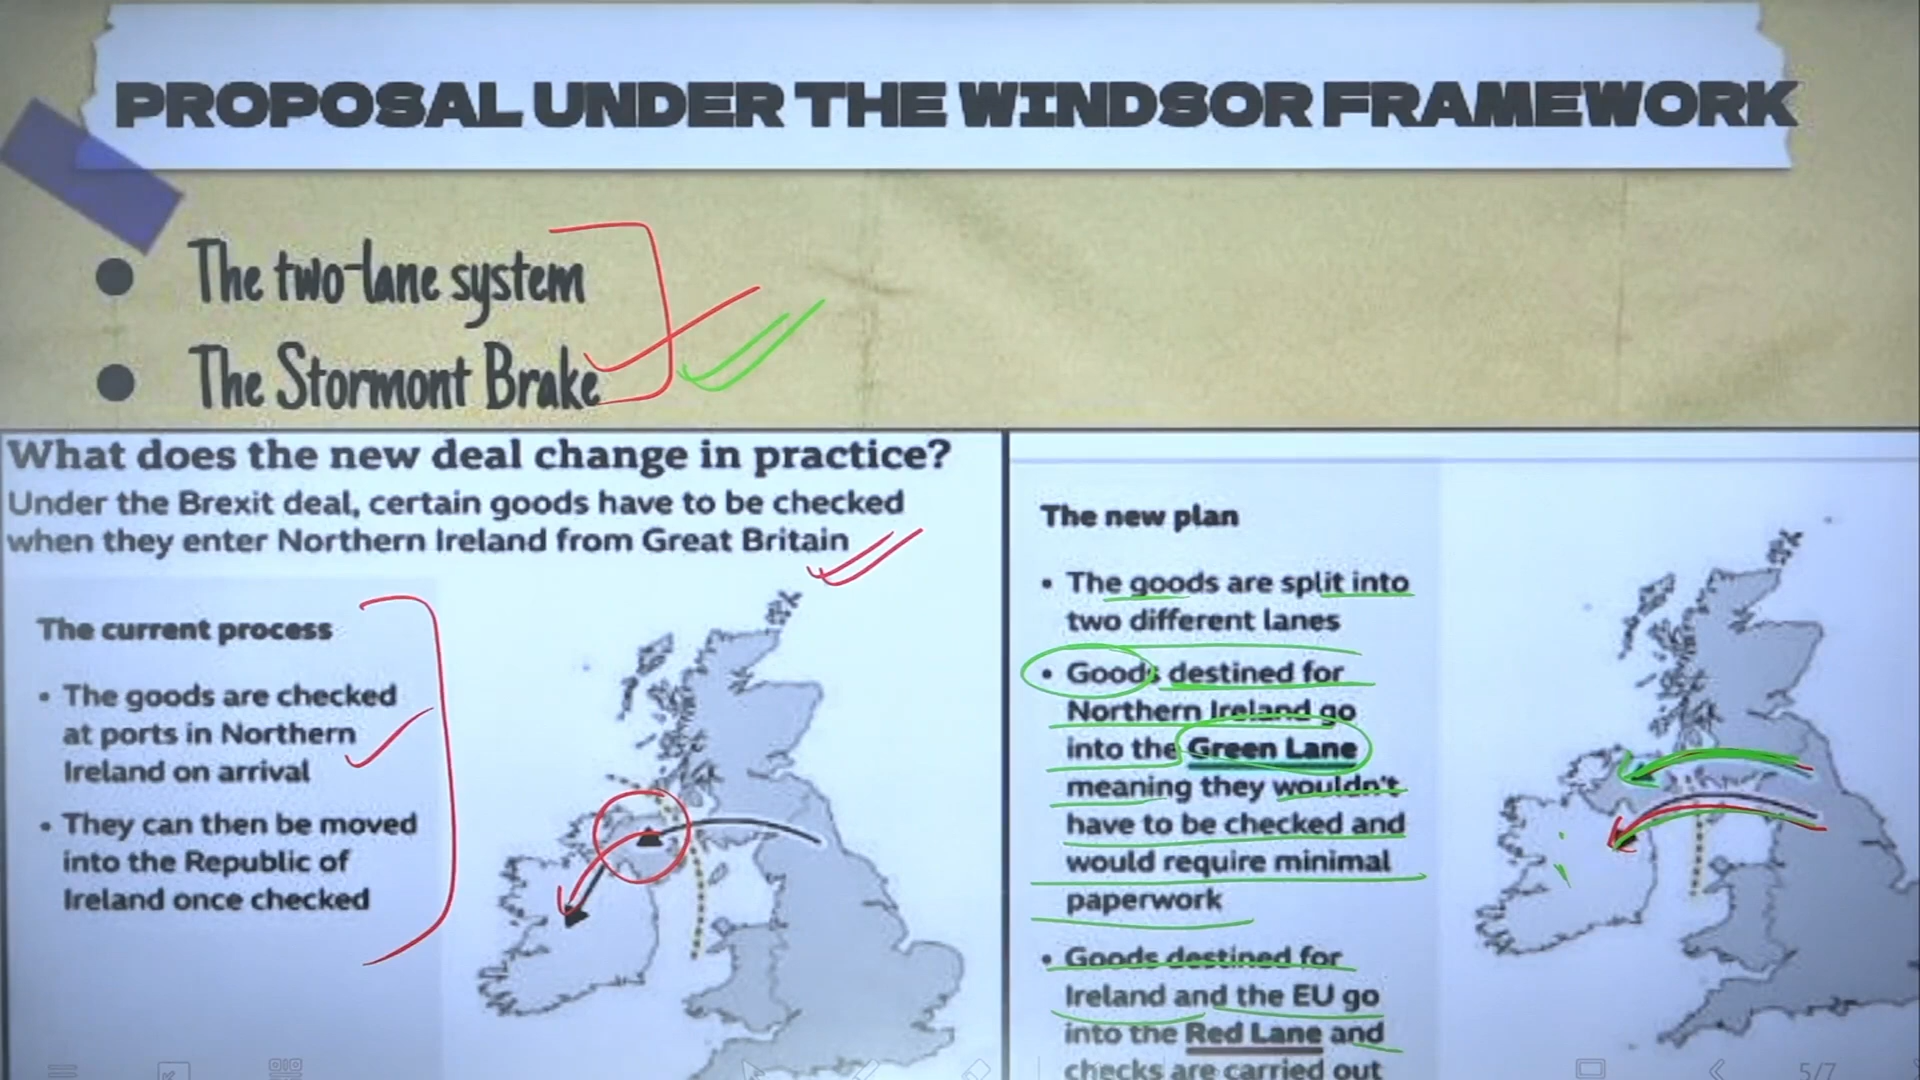 PROPOSAL UNDER THE WINDSOR FRAMEWORK
The two-lane system
The Stormont Brake
What does the new deal change in practice?
Under the Brexit deal, certain goods have to be checked
when they enter Northern Ireland from Great Britain
The current process
• The goods are checked
at ports in Northern
Ireland on arrival
• They can then be moved
into the Republic of
Ireland once checked
The new plan
• The goods are split into
two different lanes
• Goods destined for
Northern Ireland go
into the Green Lane
meaning they wouldn't
have to be checked and
would require minimal
paperwork
• Goods destined for
Ireland and the EU go
into the Red Lane and
checks are carried out
5/7